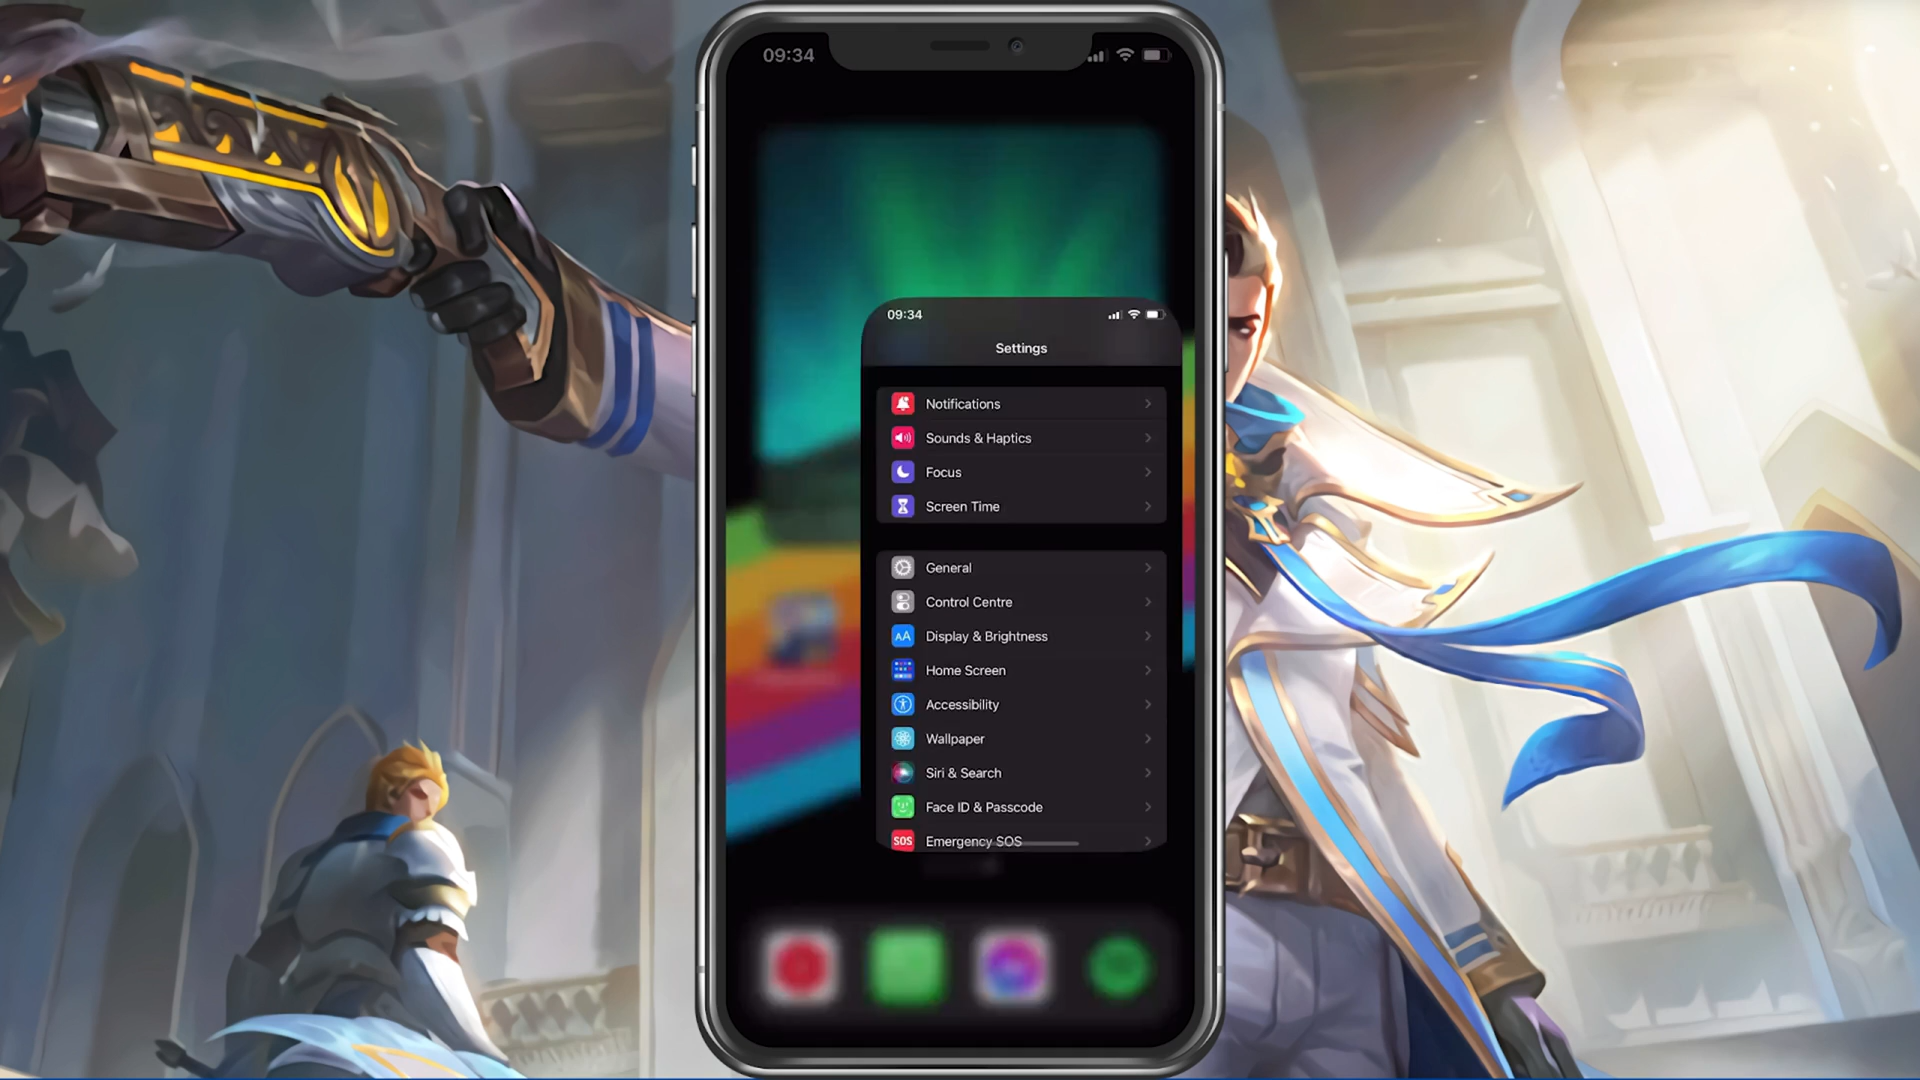 09:34
09:34
Settings
Notifications
Sounds & Haptics
Focus
Screen Time
General
Control Centre
AA Display & Brightness
Home Screen
Accessibility
Wallpaper
Siri & Search
Face ID & Passcode
SOS Emergency SOS